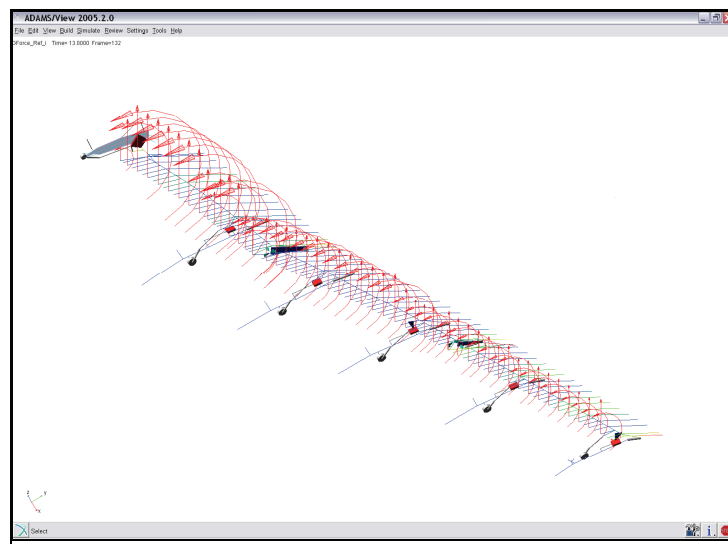 ADAMS/View 2005.2.0
File Edit View Build Simulate Review Settings Tools Help
Time= 13.0000 Frame=132
z
y
x
Select